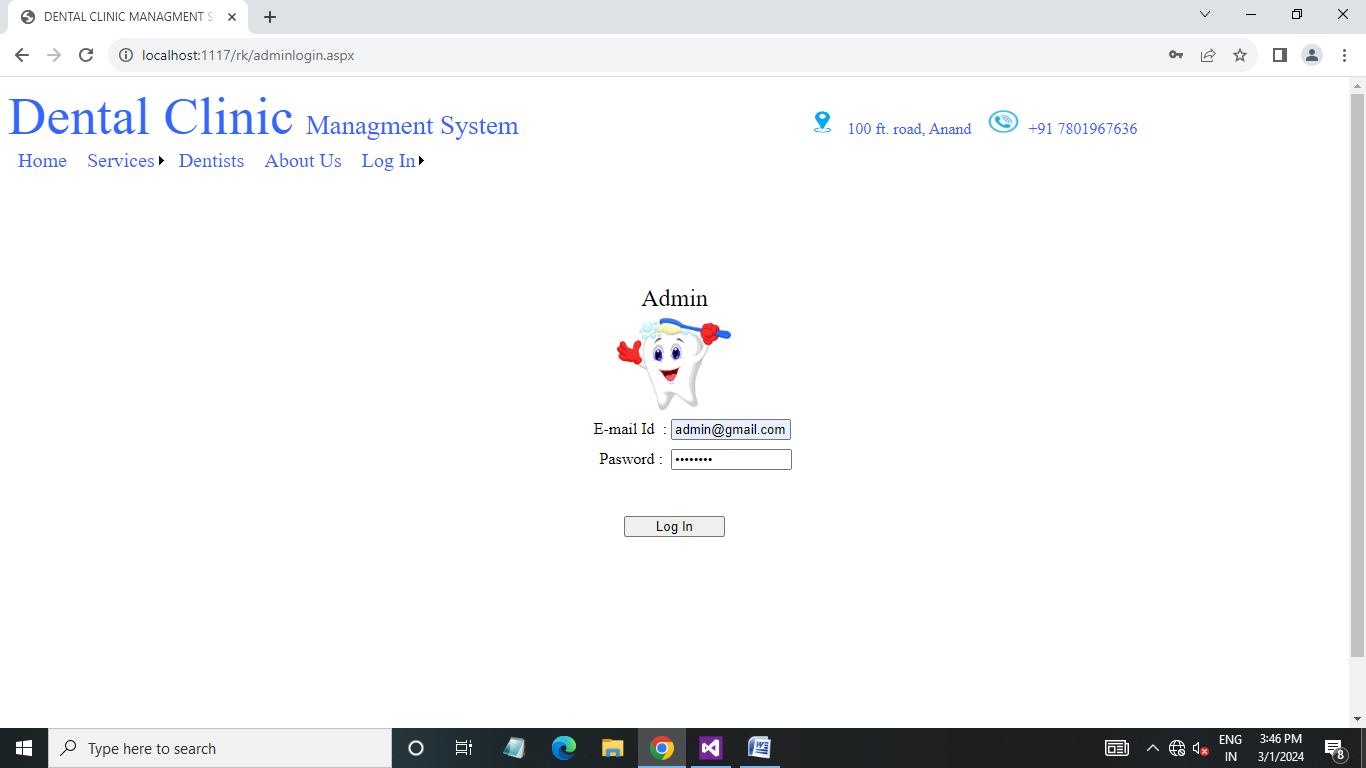 DENTAL CLINIC MANAGMENT S
localhost:1117/rk/adminlogin.aspx
Dental Clinic Managment System
100 ft. road, Anand
+91 7801967636
Home Services Dentists About Us Log In
Admin
E-mail Id : admin@gmail.com
Pasword : ••••••••
Log In
Type here to search
ENG
IN
3:46 PM
3/1/2024
8